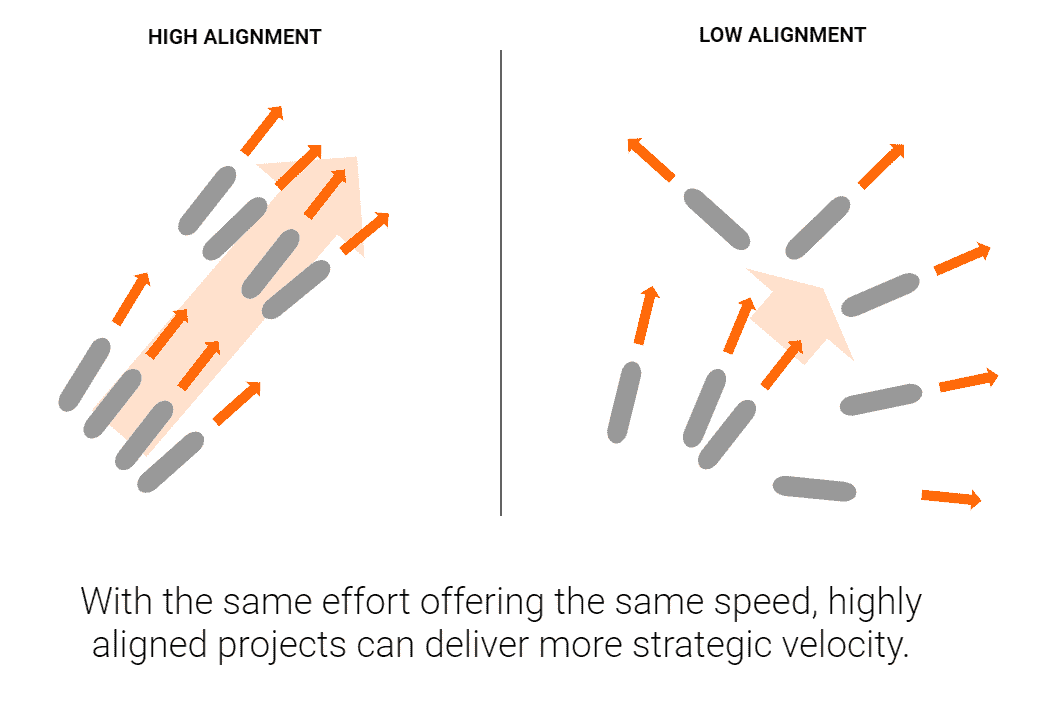 HIGH ALIGNMENT
LOW ALIGNMENT
With the same effort offering the same speed, highly
aligned projects can deliver more strategic velocity.